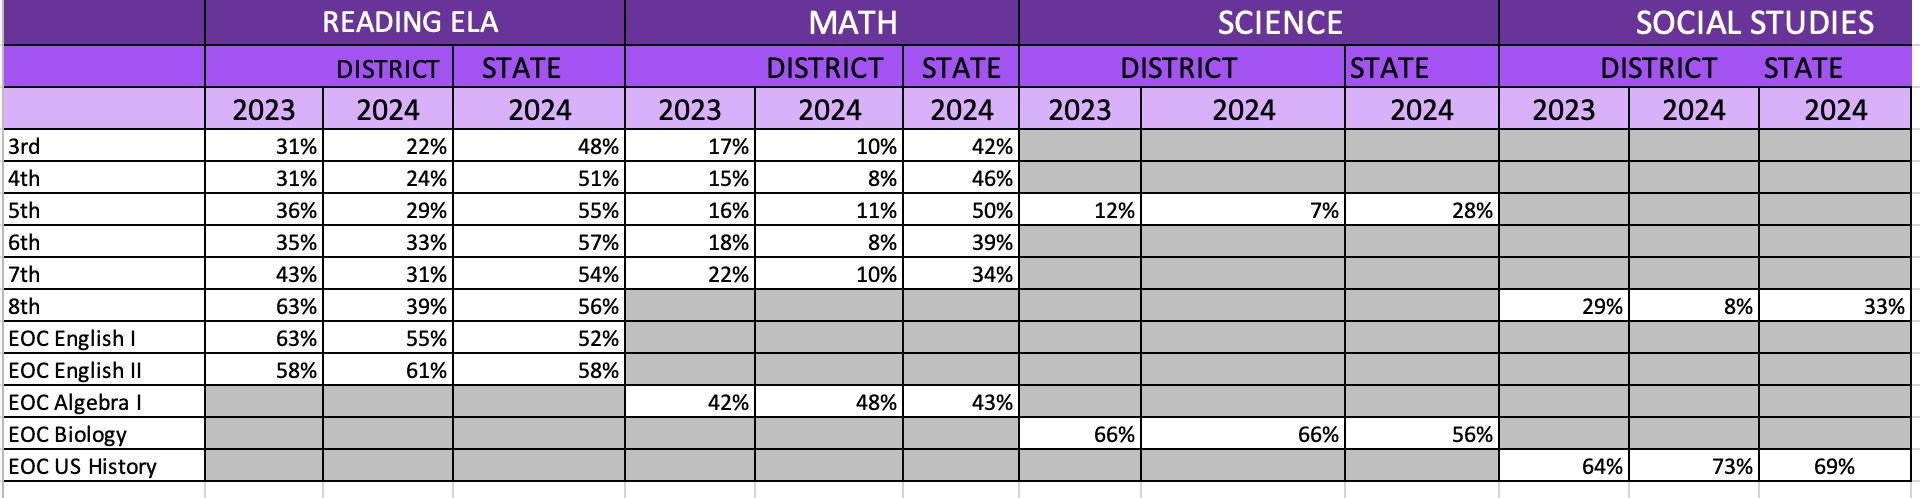 READING ELA MATH SCIENCE SOCIAL STUDIES
DISTRICT STATE DISTRICT STATE DISTRICT STATE DISTRICT STATE
2023 2024 2024 2023 2024 2024 2023 2024 2024 2023 2024 2024
3rd 31% 22% 48% 17% 10% 42%
4th 31% 24% 51% 15% 8% 46%
5th 36% 29% 55% 16% 11% 50% 12% 7% 28%
6th 35% 33% 57% 18% 8% 39%
7th 43% 31% 54% 22% 10% 34%
8th 63% 39% 56% 29% 8% 33%
EOC English I 63% 55% 52%
EOC English II 58% 61% 58%
EOC Algebra I 42% 48% 43%
EOC Biology 66% 66% 56%
EOC US History 64% 73% 69%